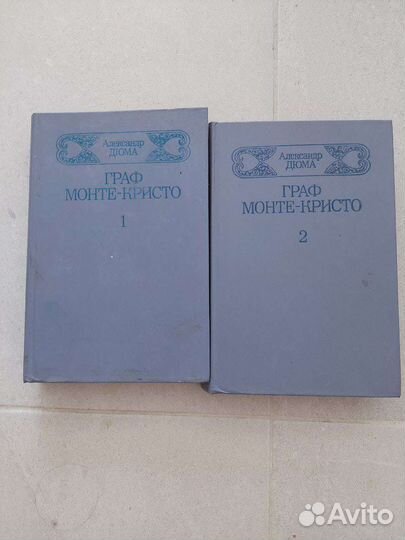 Александр
ДЮМА
ГРАФ
МОНТЕ-КРИСТО
1
Александр
ДЮМА
ГРАФ
МОНТЕ-КРИСТО
2
Avito